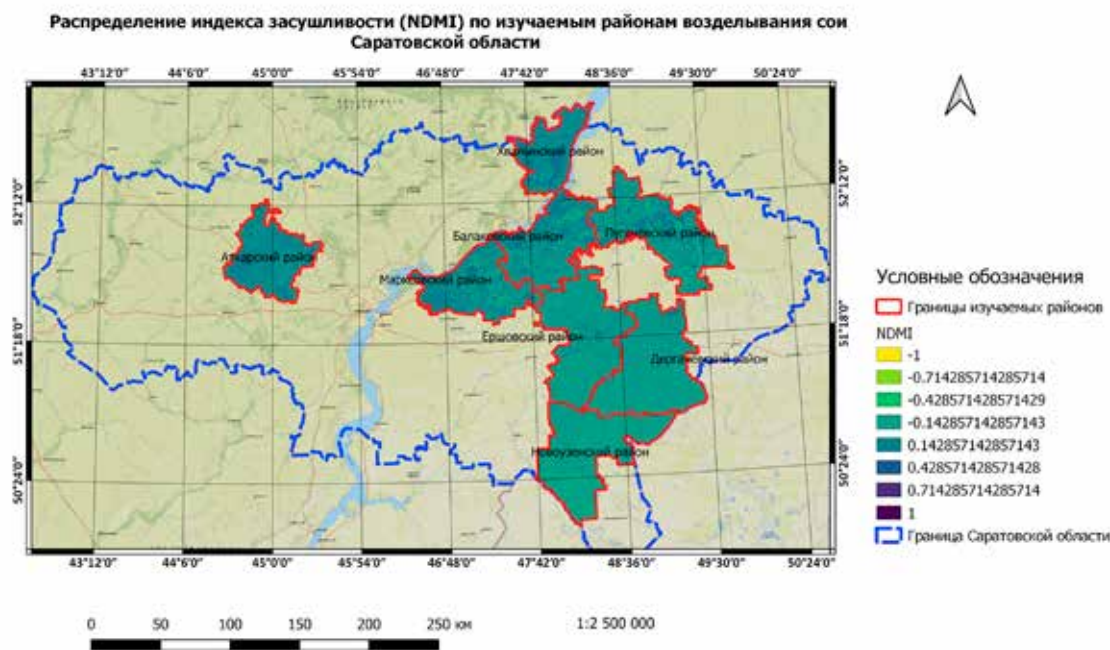 Распределение индекса засушливости (NDMI) по изучаемым районам возделывания сои
Саратовской области
43°12'0" 44°6'0" 45°0'0" 45°54'0" 46°48'0" 47°42'0" 48°36'0" 49°30'0" 50°24'0"
52°12'0" 52°12'0"
51°18'0" 51°18'0"
50°24'0" 50°24'0"
Хвалынский район
Балаковский район
Пугачевский район
Аткарский район
Марксовский район
Ершовский район
Дергачевский район
Новоузенский район
43°12'0" 44°6'0" 45°0'0" 45°54'0" 46°48'0" 47°42'0" 48°36'0" 49°30'0" 50°24'0"
Условные обозначения
Границы изучаемых районов
NDMI
-1
-0.714285714285714
-0.428571428571429
-0.142857142857143
0.142857142857143
0.428571428571428
0.714285714285714
1
Граница Саратовской области
0 50 100 150 200 250 км
1:2 500 000